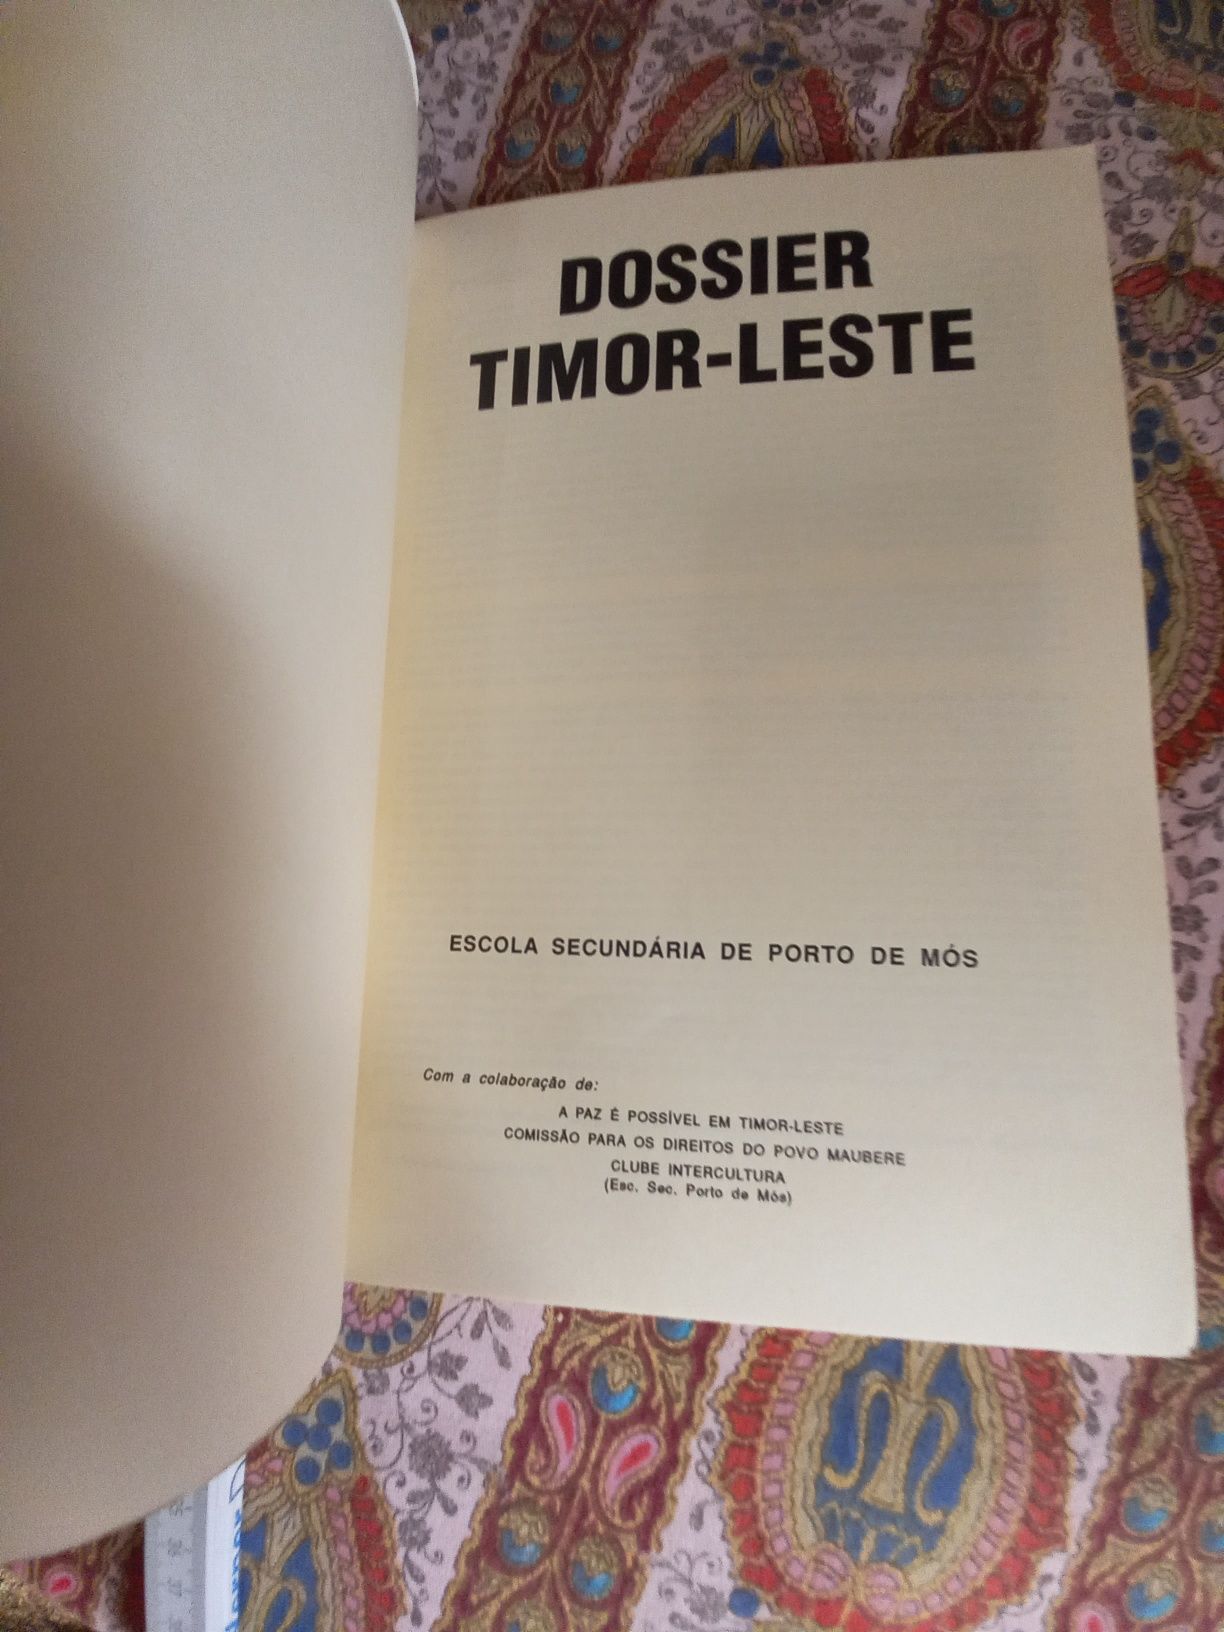 DOSSIER
TIMOR-LESTE
ESCOLA SECUNDÁRIA DE PORTO DE MÓS
Com a colaboração de:
A PAZ É POSSÍVEL EM TIMOR-LESTE
COMISSÃO PARA OS DIREITOS DO POVO MAUBERE
CLUBE INTERCULTURA
(Esc. Sec. Porto de Mós)